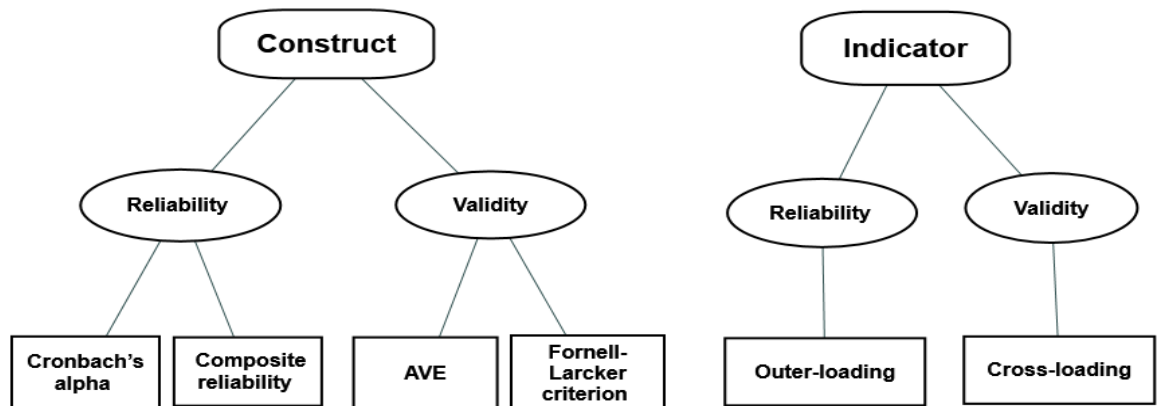 Construct
Indicator
Reliability
Validity
Reliability
Validity
Cronbach’s
alpha
Composite
reliability
AVE
Fornell-
Larcker
criterion
Outer-loading
Cross-loading